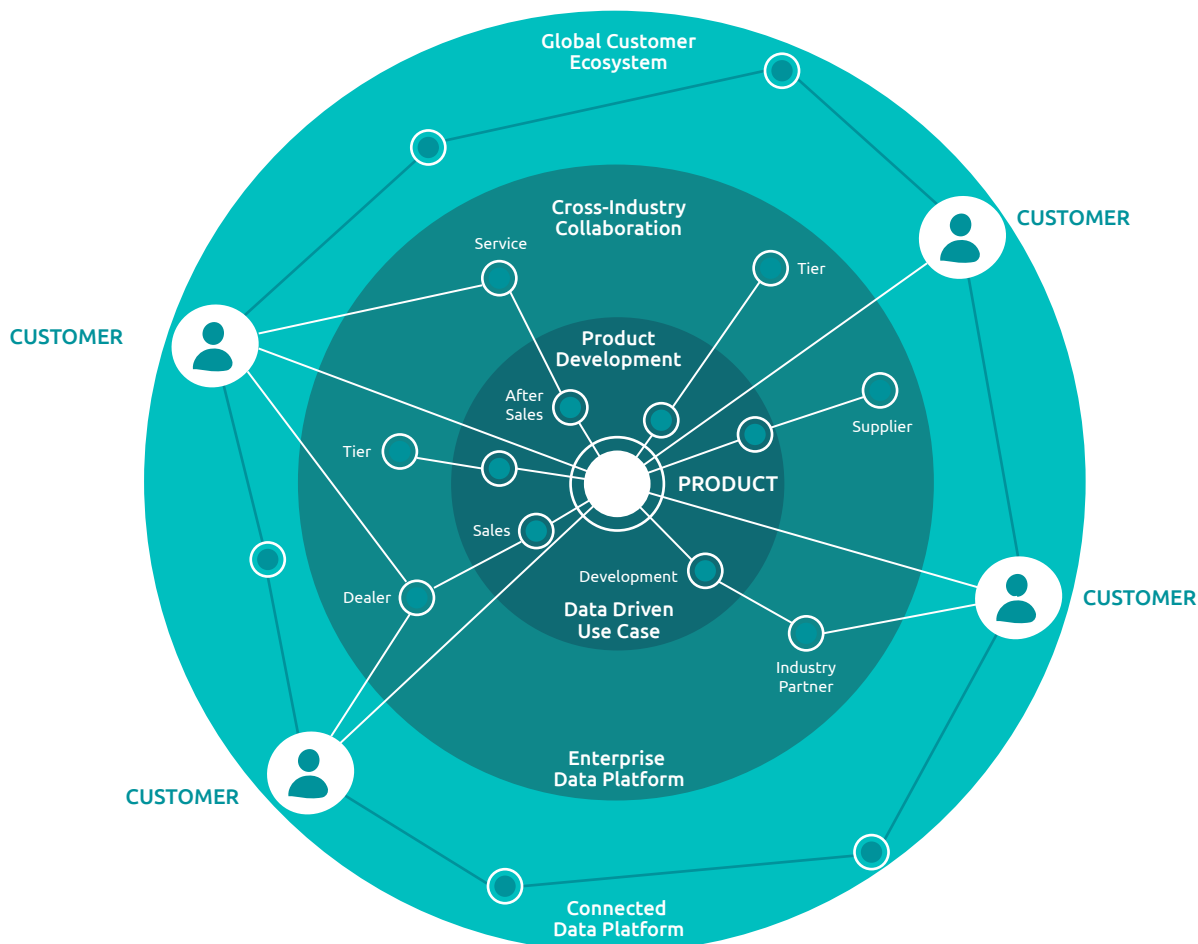 Global Customer
Ecosystem
Cross-Industry
Collaboration
CUSTOMER
Service
Tier
CUSTOMER
Product
Development
After
Sales
Supplier
Tier
PRODUCT
Sales
Development
Dealer
CUSTOMER
Data Driven
Use Case
Industry
Partner
Enterprise
Data Platform
CUSTOMER
Connected
Data Platform